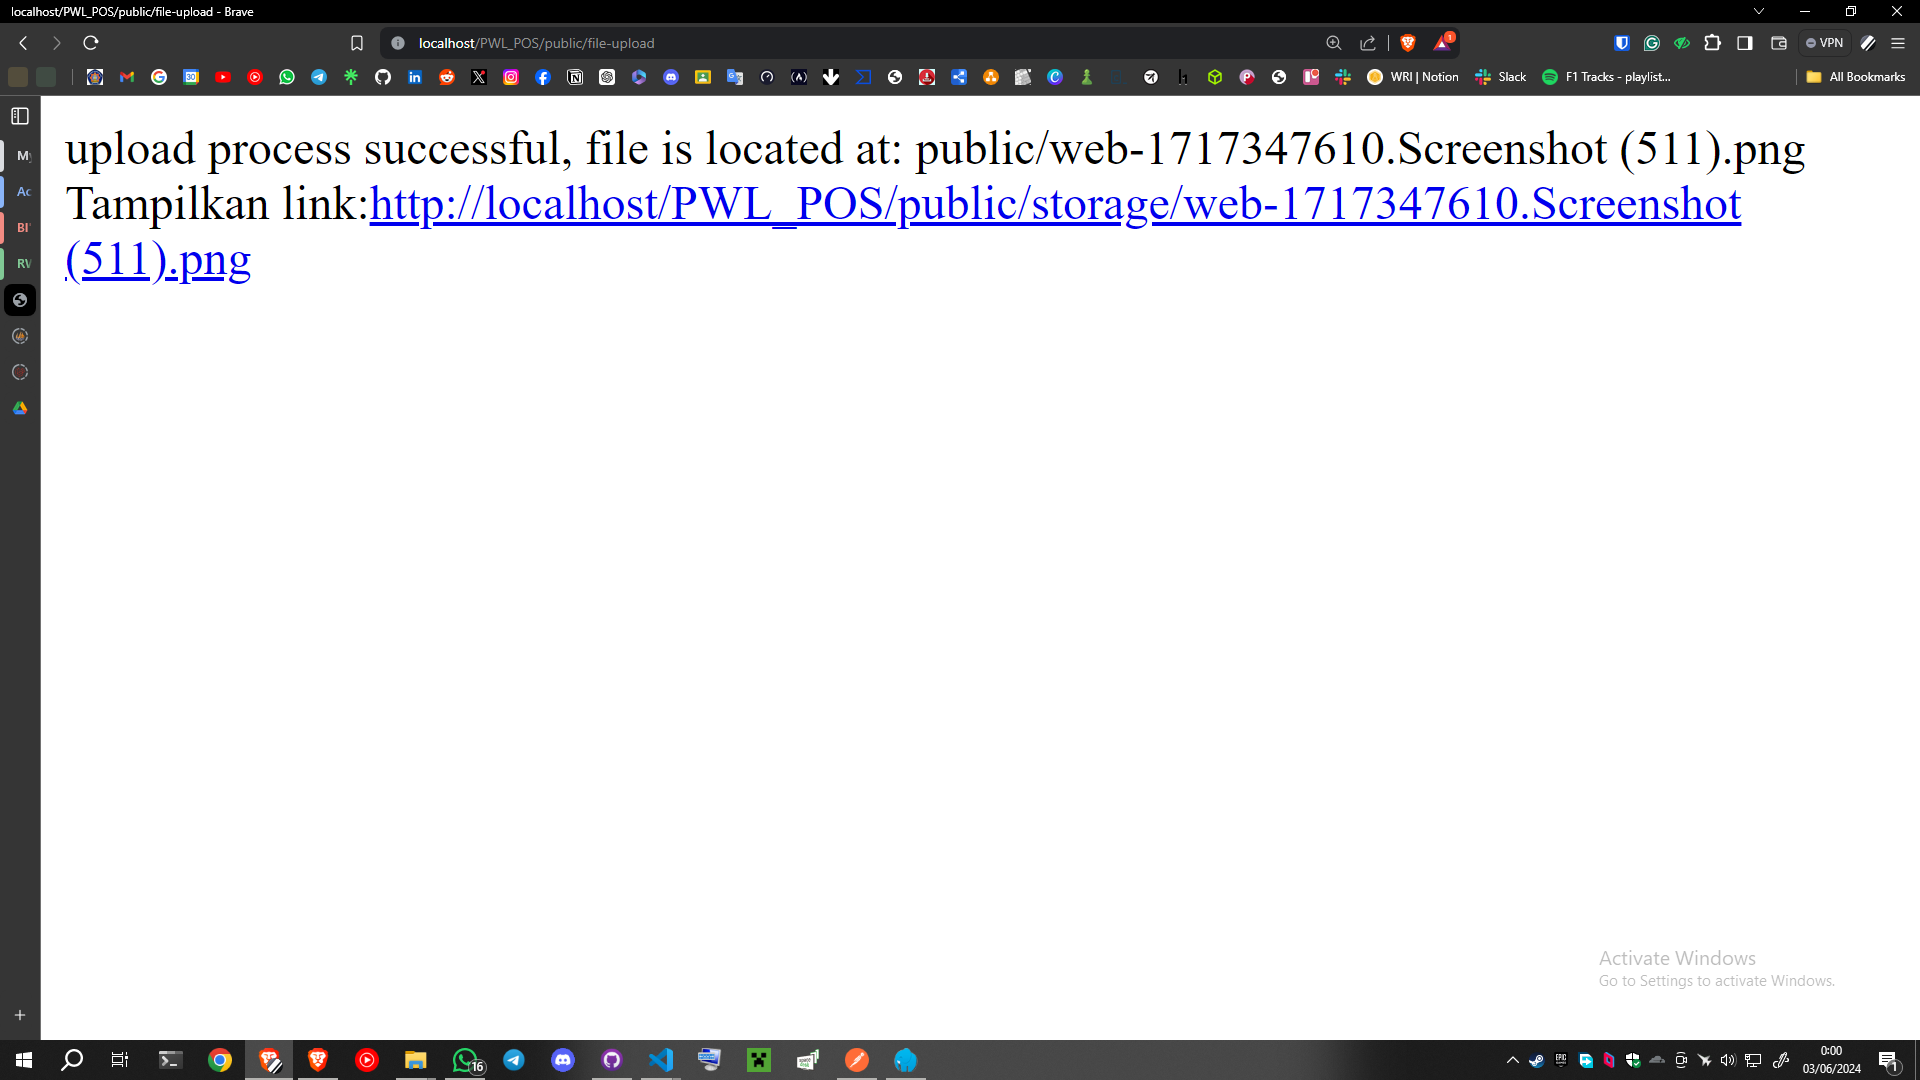 localhost/PWL_POS/public/file-upload - Brave
localhost/PWL_POS/public/file-upload
1
VPN
WRI | Notion
Slack
F1 Tracks - playlist...
All Bookmarks
upload process successful, file is located at: public/web-1717347610.Screenshot (511).png
Tampilkan link:http://localhost/PWL_POS/public/storage/web-1717347610.Screenshot
(511).png
Activate Windows
Go to Settings to activate Windows.
16
0:00
03/06/2024
1